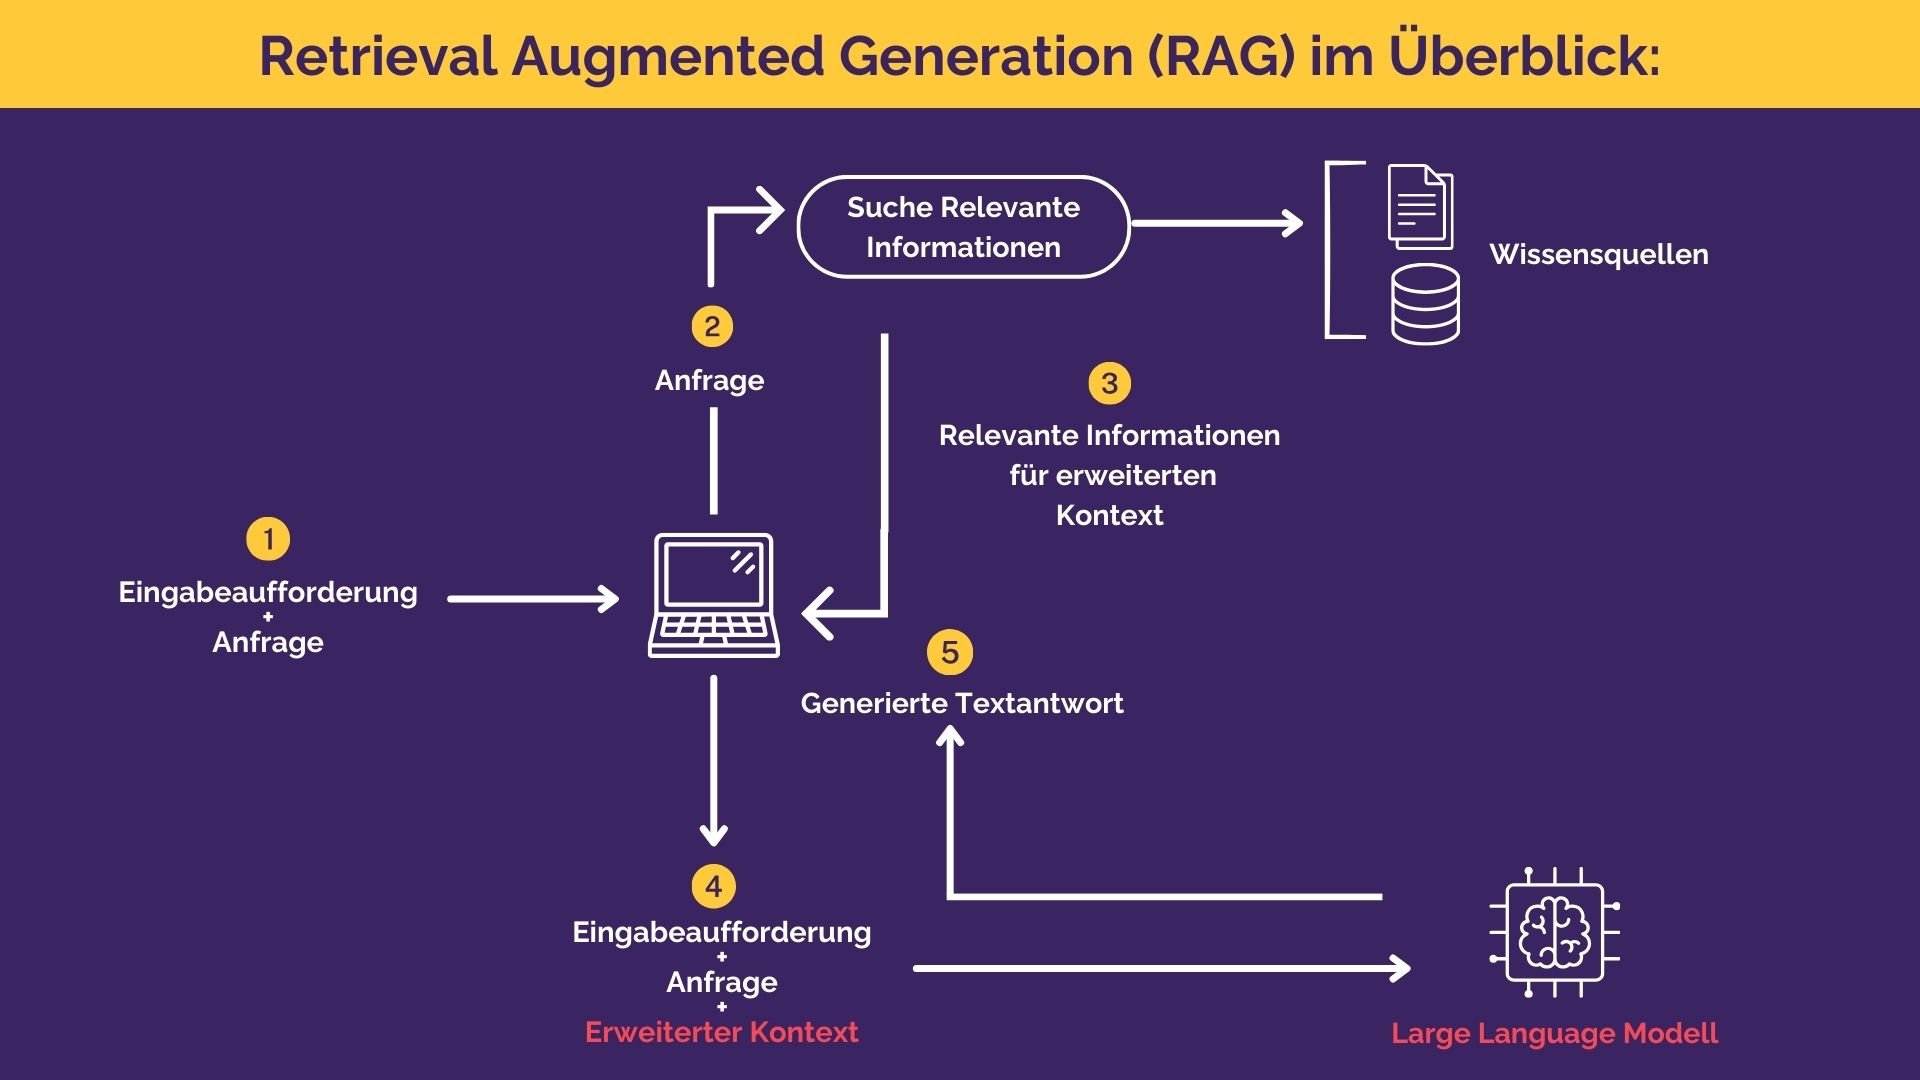 Retrieval Augmented Generation (RAG) im Überblick:
Suche Relevante
Informationen
Wissensquellen
2
Anfrage
3
Relevante Informationen
für erweiterten
Kontext
1
Eingabeaufforderung
+
Anfrage
5
Generierte Textantwort
4
Eingabeaufforderung
+
Anfrage
+
Erweiterter Kontext
Large Language Modell